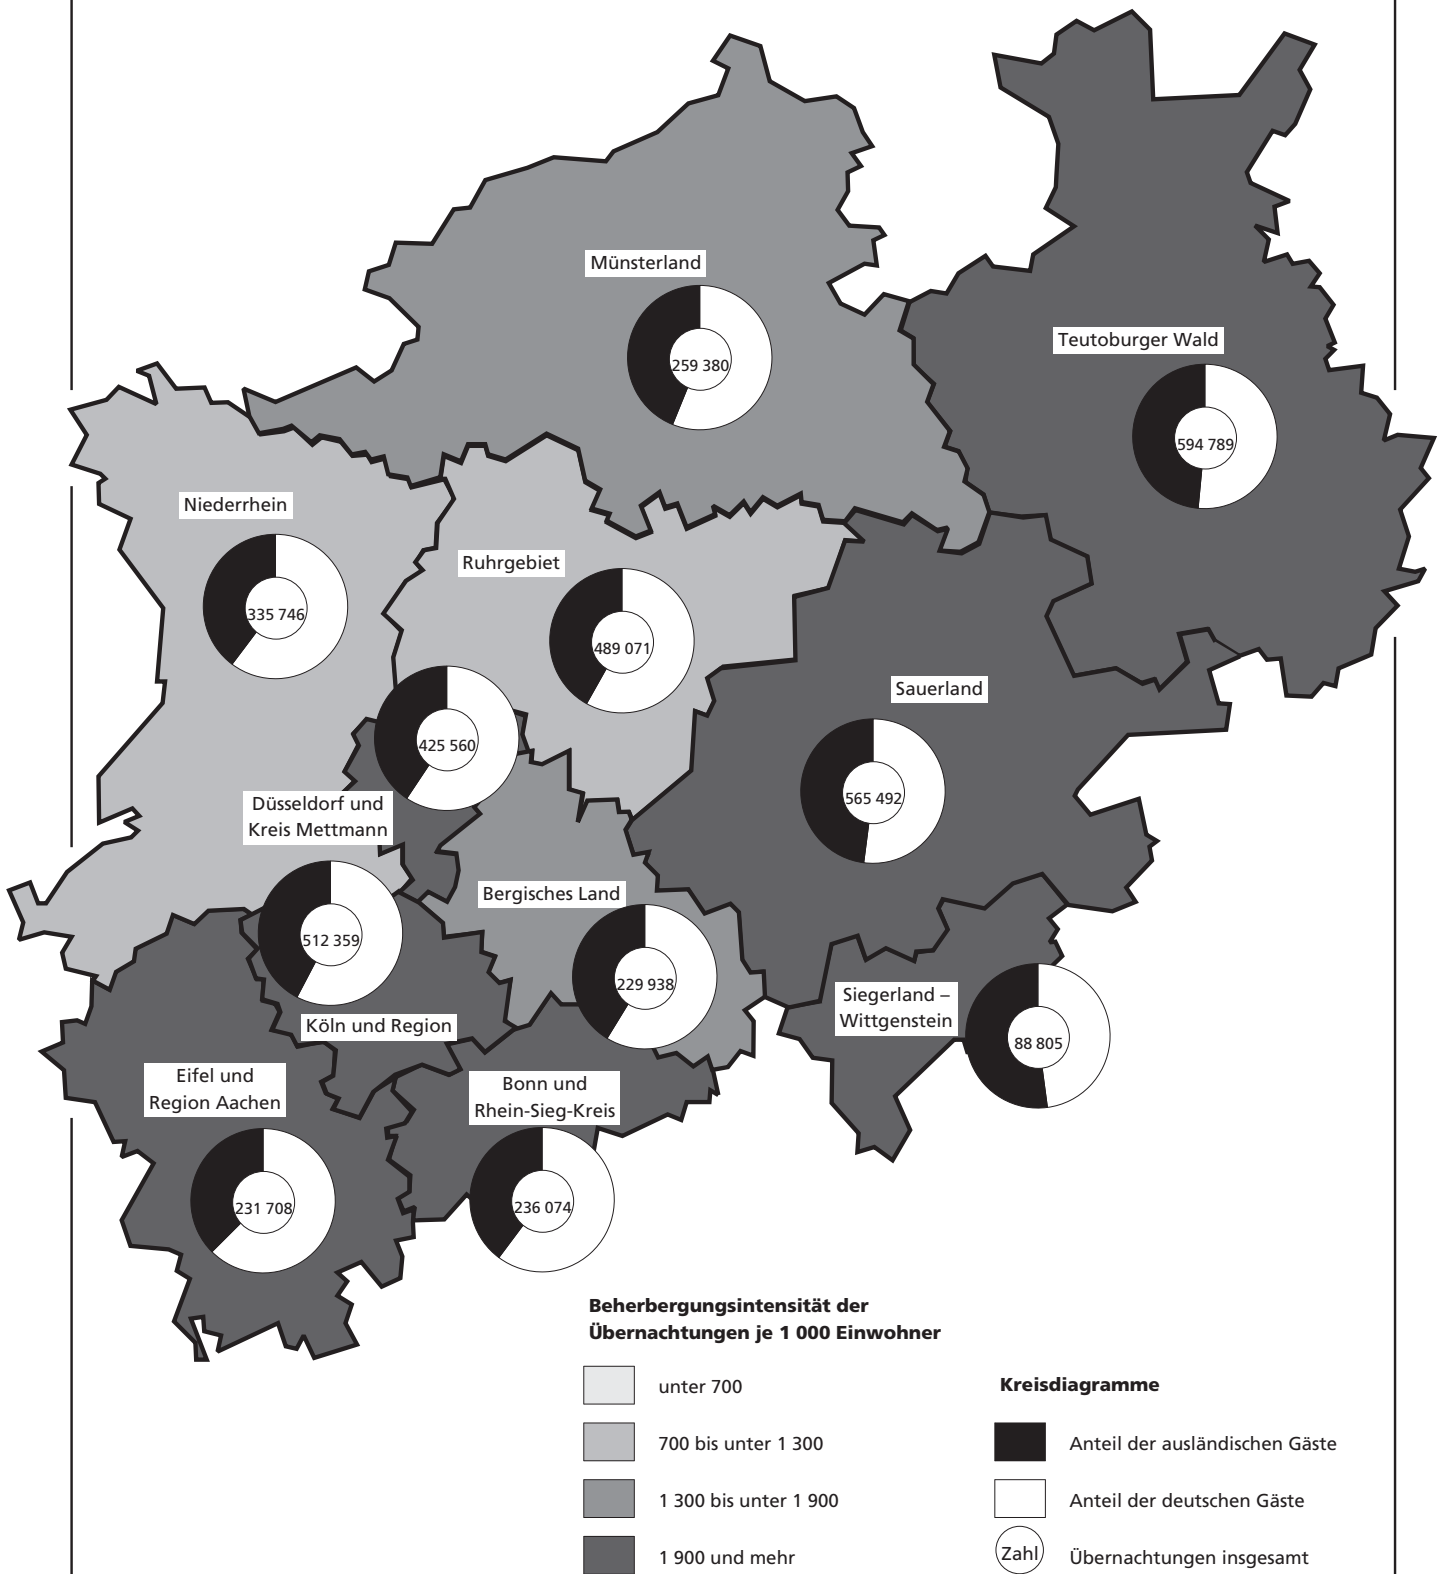 Münsterland
259 380
Teutoburger Wald
594 789
Niederrhein
335 746
Ruhrgebiet
489 071
Sauerland
565 492
425 560
Düsseldorf und
Kreis Mettmann
Bergisches Land
229 938
512 359
Köln und Region
Siegerland –
Wittgenstein
88 805
Eifel und
Region Aachen
231 708
Bonn und
Rhein-Sieg-Kreis
236 074
Beherbergungsintensität der
Übernachtungen je 1 000 Einwohner
unter 700
700 bis unter 1 300
1 300 bis unter 1 900
1 900 und mehr
Kreisdiagramme
Anteil der ausländischen Gäste
Anteil der deutschen Gäste
Zahl
Übernachtungen insgesamt